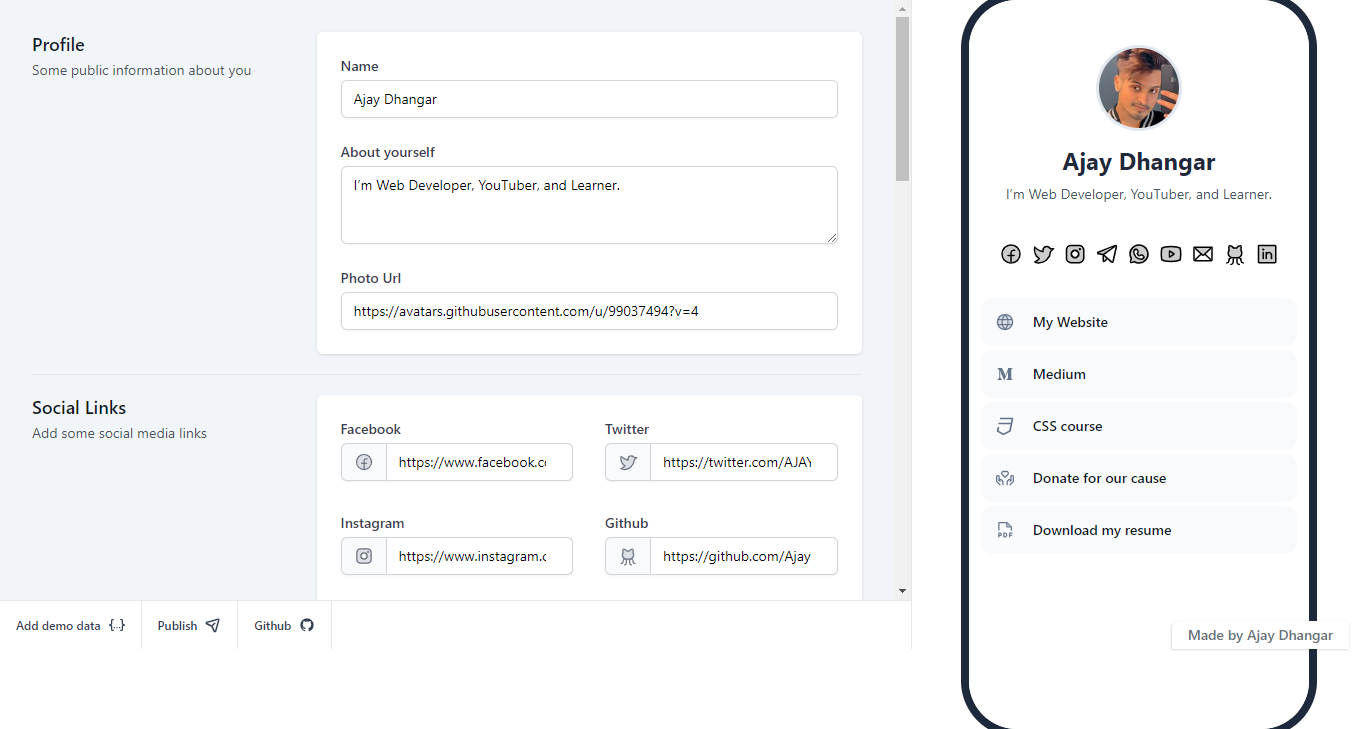 Profile
Some public information about you
Name
Ajay Dhangar
About yourself
I'm Web Developer, YouTuber, and Learner.
Photo Url
https://avatars.githubusercontent.com/u/99037494?v=4
Social Links
Add some social media links
Facebook
https://www.facebook.co
Twitter
https://twitter.com/AJAY
Instagram
https://www.instagram.c
Github
https://github.com/Ajay
Add demo data {...}
Publish
Github
Ajay Dhangar
I'm Web Developer, YouTuber, and Learner.
My Website
M Medium
CSS course
Donate for our cause
PDF Download my resume
Made by Ajay Dhangar